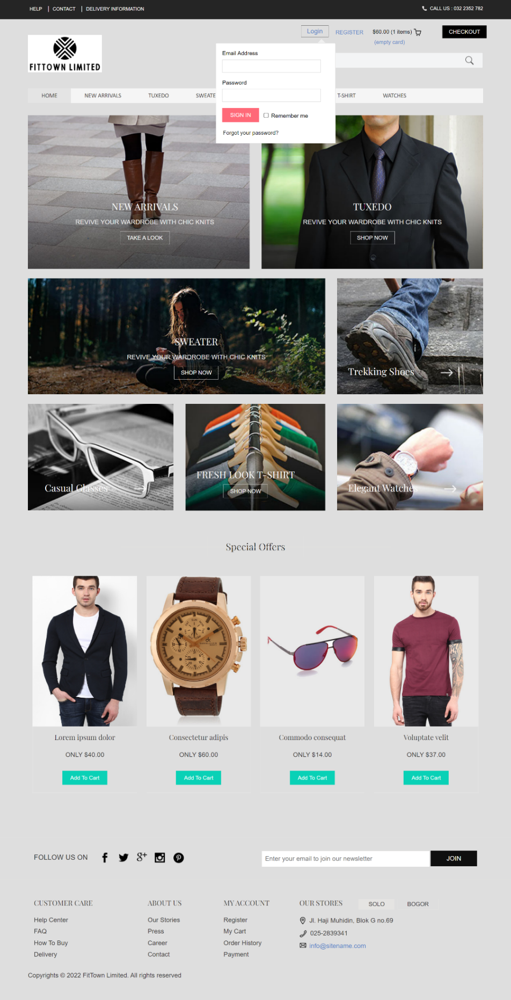 HELP | CONTACT | DELIVERY INFORMATION
CALL US : 032 2352 782
Login
REGISTER
$60.00 (1 items)
(empty card)
CHECKOUT
FITTOWN LIMITED
Email Address
Password
SIGN IN
Remember me
Forgot your password?
HOME
NEW ARRIVALS
TUXEDO
SWEATE
T-SHIRT
WATCHES
NEW ARRIVALS
REVIVE YOUR WARDROBE WITH CHIC KNITS
TAKE A LOOK
TUXEDO
REVIVE YOUR WARDROBE WITH CHIC KNITS
SHOP NOW
SWEATER
REVIVE YOUR WARDROBE WITH CHIC KNITS
SHOP NOW
Trekking Shoes
Casual Glasses
FRESH LOOK T-SHIRT
SHOP NOW
Elegant Watches
Special Offers
Lorem ipsum dolor
ONLY $40.00
Add To Cart
Consectetur adipis
ONLY $60.00
Add To Cart
Commodo consequat
ONLY $14.00
Add To Cart
Voluptate velit
ONLY $37.00
Add To Cart
FOLLOW US ON
Enter your email to join our newsletter
JOIN
CUSTOMER CARE
Help Center
FAQ
How To Buy
Delivery
ABOUT US
Our Stories
Press
Career
Contact
MY ACCOUNT
Register
My Cart
Order History
Payment
OUR STORES
SOLO
BOGOR
Jl. Haji Muhidin, Blok G no.69
025-2839341
info@sitename.com
Copyrights © 2022 FitTown Limited. All rights reserved